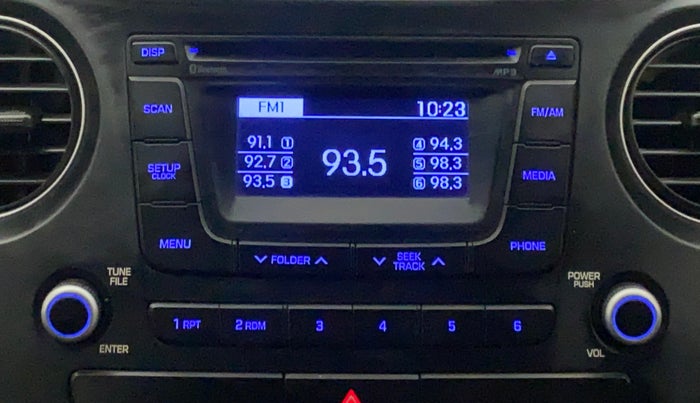 DISP
Bluetooth
MP3
SCAN
FM1
10:23
FM/AM
91.1 1
4 94.3
92.7 2
93.5
5 98.3
93.5 3
6 98.3
SETUP
CLOCK
MEDIA
MENU
FOLDER
SEEK
TRACK
PHONE
TUNE
FILE
POWER
PUSH
1 RPT
2 RDM
3
4
5
6
ENTER
VOL